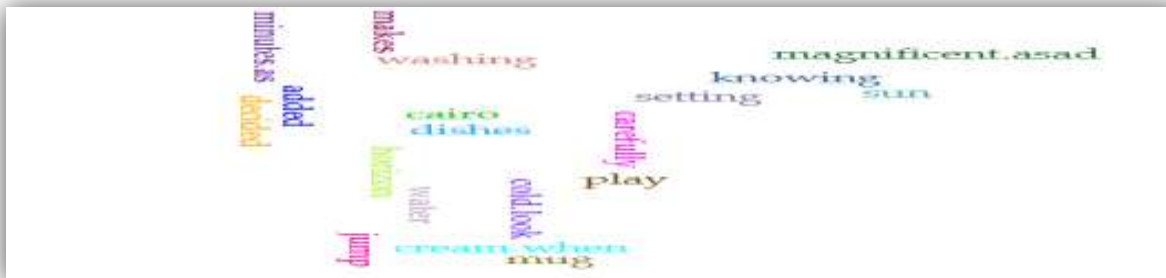 minutes.as
makes
washing
magnificent.asad
knowing
setting
sun
added
decided
cairo
dishes
carefully
horizon
play
water
cold.look
jump
cream when
mug